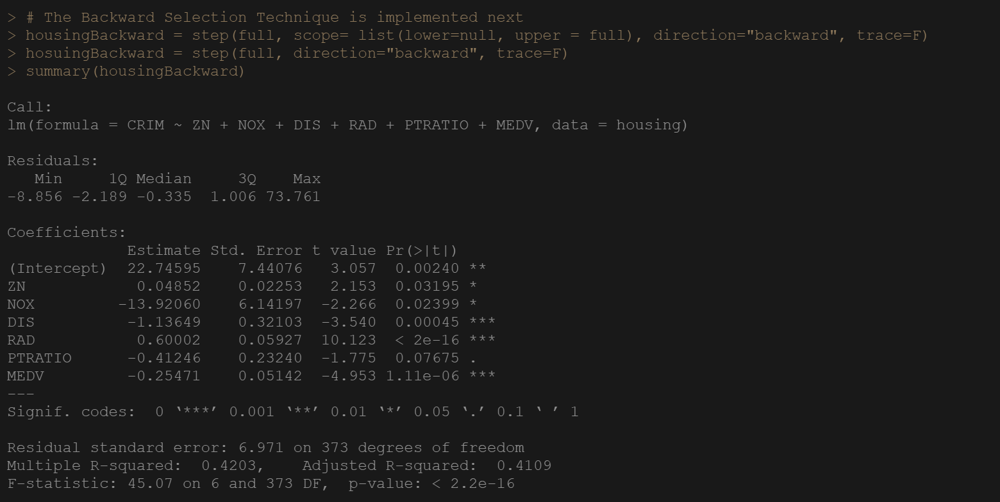 > # The Backward Selection Technique is implemented next
> housingBackward = step(full, scope= list(lower=null, upper = full), direction="backward", trace=F)
> hosuingBackward = step(full, direction="backward", trace=F)
> summary(housingBackward)

Call:
lm(formula = CRIM ~ ZN + NOX + DIS + RAD + PTRATIO + MEDV, data = housing)

Residuals:
   Min     1Q Median     3Q    Max
-8.856 -2.189 -0.335  1.006 73.761

Coefficients:
             Estimate Std. Error t value Pr(>|t|)
(Intercept)  22.74595    7.44076   3.057  0.00240 **
ZN            0.04852    0.02253   2.153  0.03195 *
NOX         -13.92060    6.14197  -2.266  0.02399 *
DIS          -1.13649    0.32103  -3.540  0.00045 ***
RAD           0.60002    0.05927  10.123  < 2e-16 ***
PTRATIO      -0.41246    0.23240  -1.775  0.07675 .
MEDV         -0.25471    0.05142  -4.953 1.11e-06 ***
---
Signif. codes:  0 ‘***’ 0.001 ‘**’ 0.01 ‘*’ 0.05 ‘.’ 0.1 ‘ ’ 1

Residual standard error: 6.971 on 373 degrees of freedom
Multiple R-squared:  0.4203,    Adjusted R-squared:  0.4109
F-statistic: 45.07 on 6 and 373 DF,  p-value: < 2.2e-16